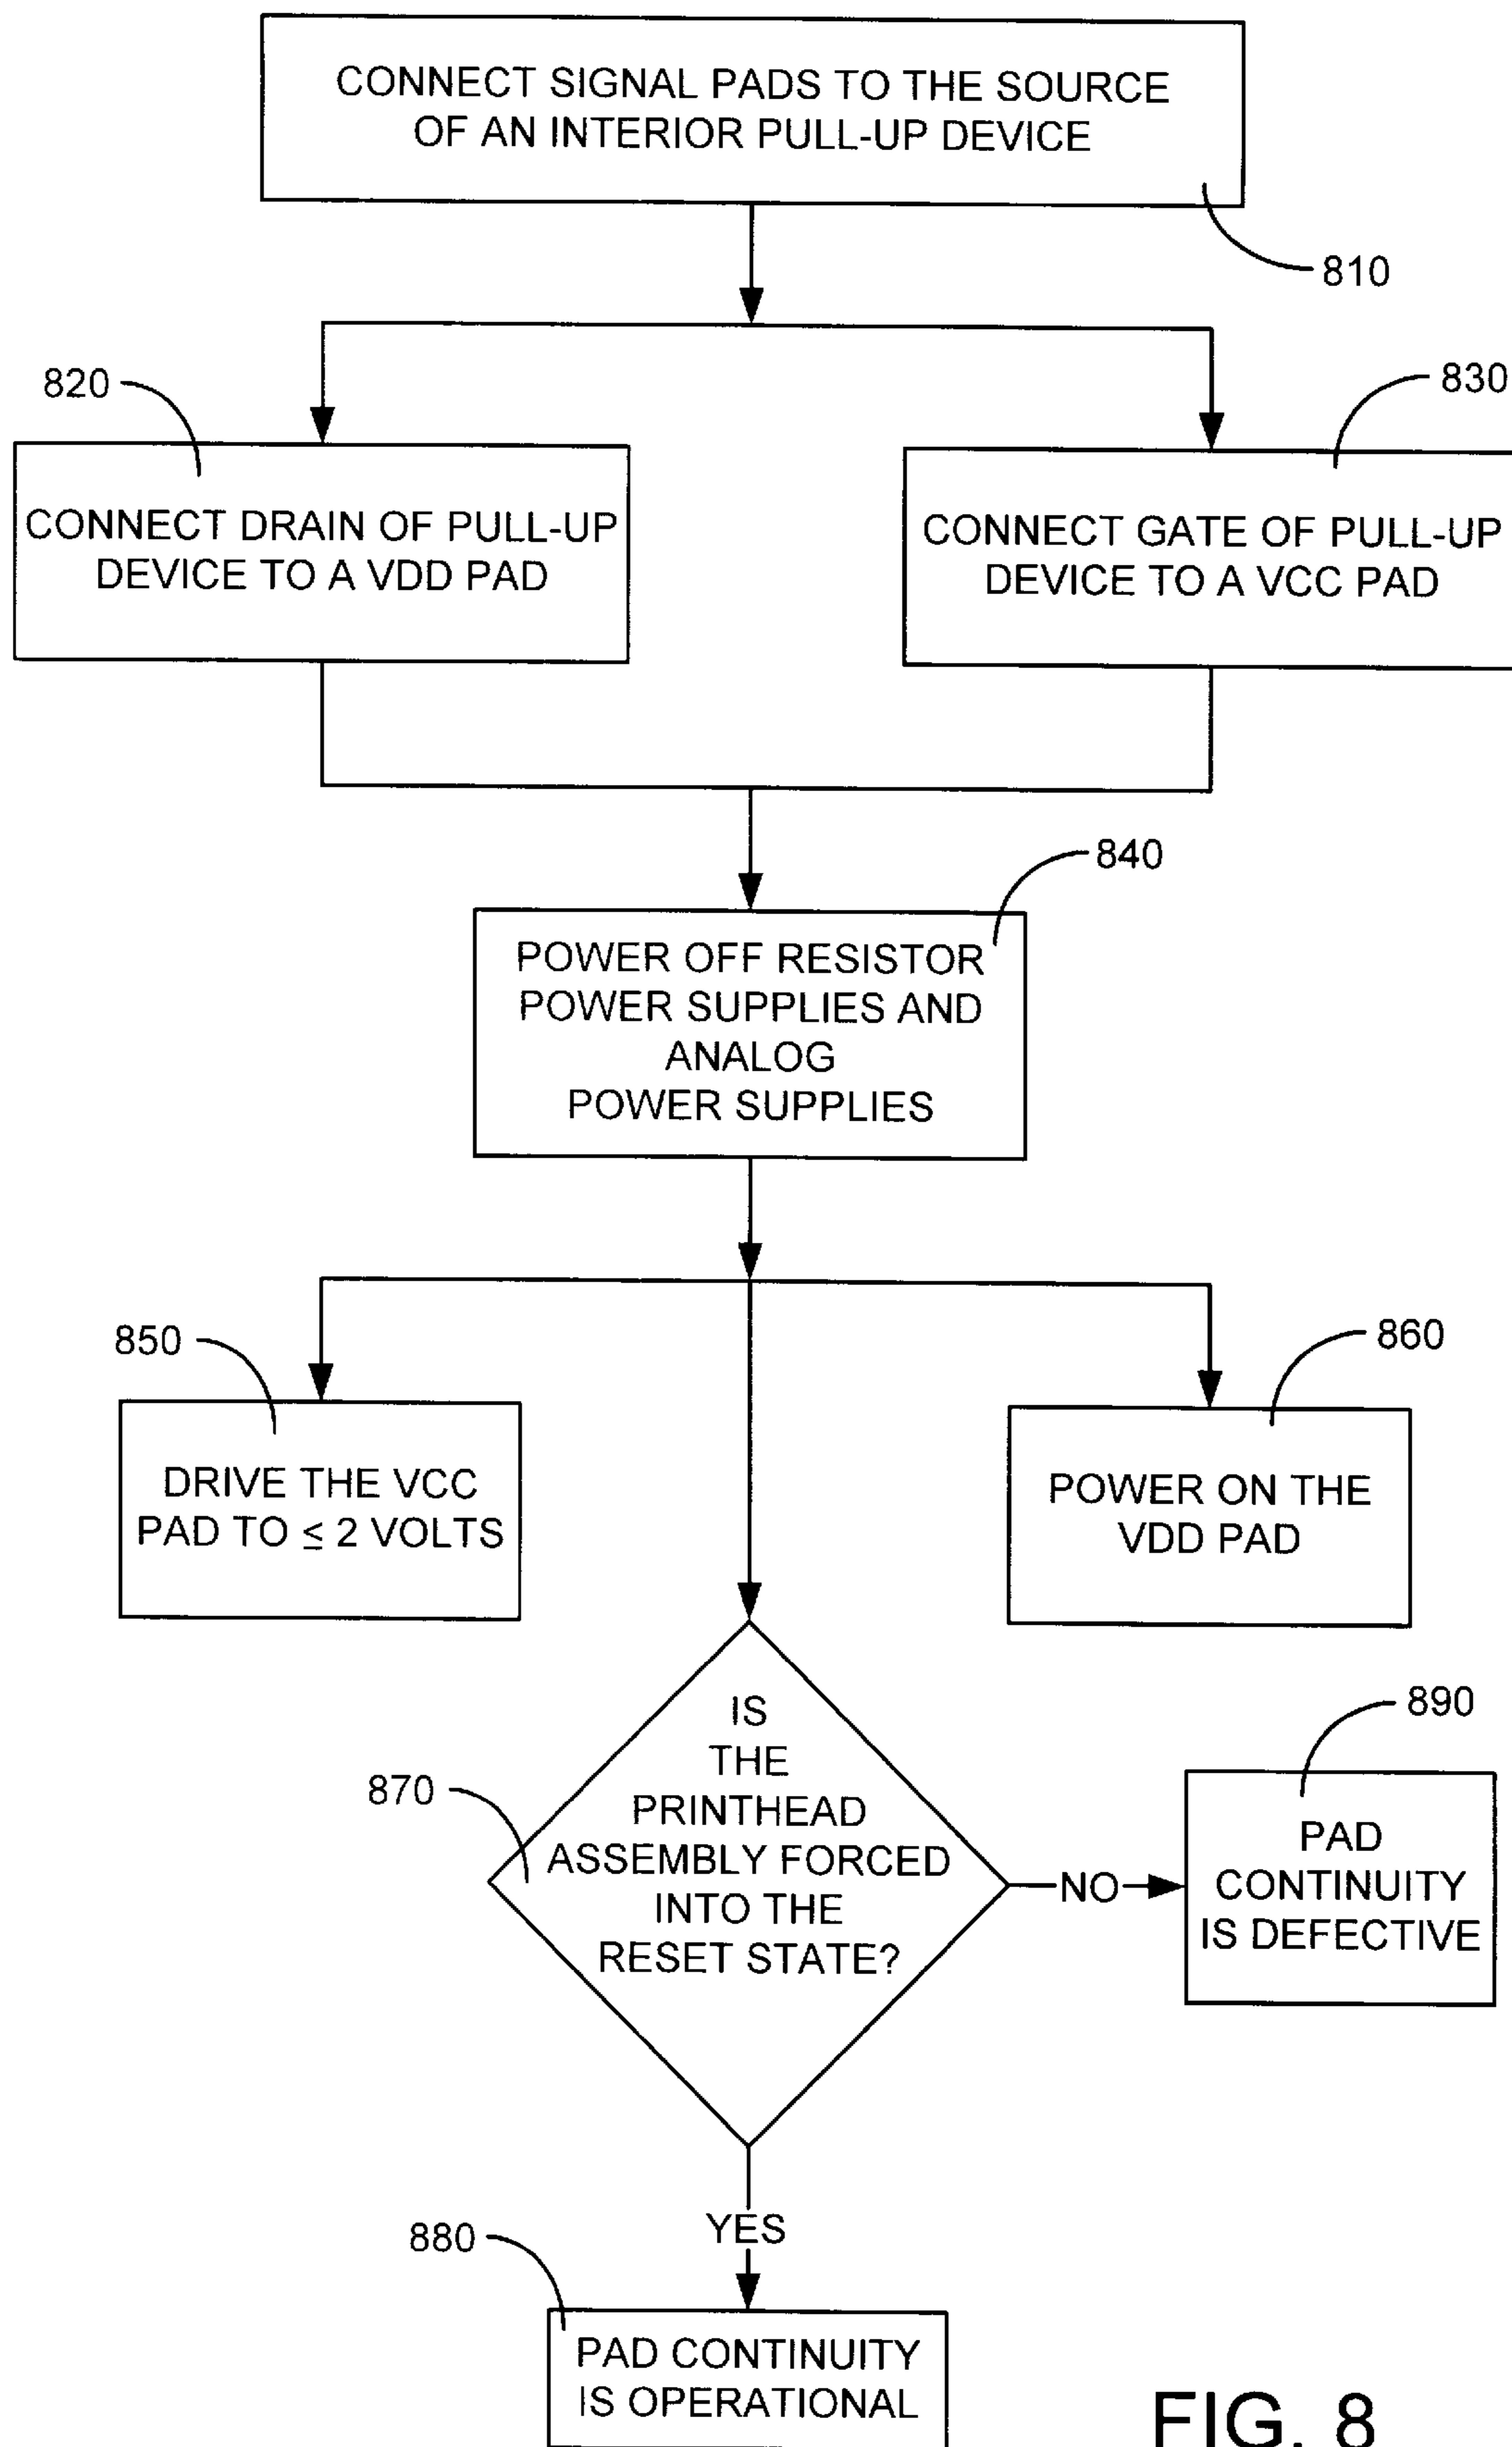 CONNECT SIGNAL PADS TO THE SOURCE
OF AN INTERIOR PULL-UP DEVICE
810
820
830
CONNECT DRAIN OF PULL-UP
DEVICE TO A VDD PAD
CONNECT GATE OF PULL-UP
DEVICE TO A VCC PAD
840
POWER OFF RESISTOR
POWER SUPPLIES AND
ANALOG
POWER SUPPLIES
850
860
DRIVE THE VCC
PAD TO ≤ 2 VOLTS
POWER ON THE
VDD PAD
870
IS
THE
PRINTHEAD
ASSEMBLY FORCED
INTO THE
RESET STATE?
NO
890
PAD
CONTINUITY
IS DEFECTIVE
YES
880
PAD CONTINUITY
IS OPERATIONAL
FIG. 8